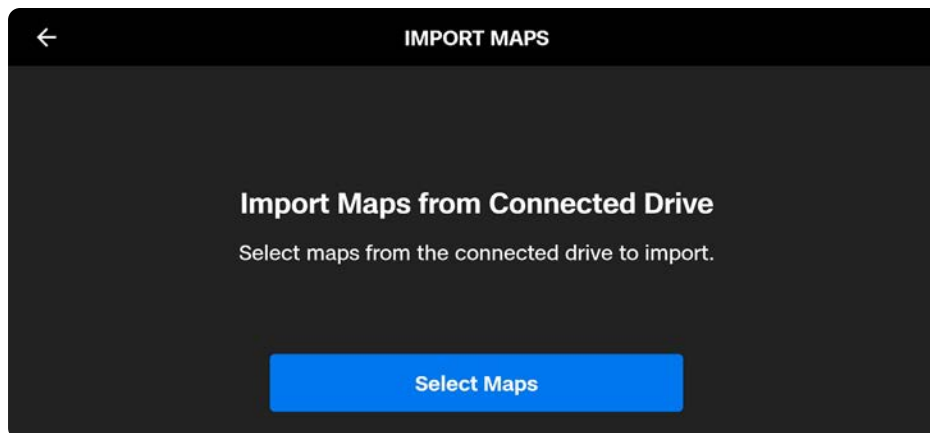 IMPORT MAPS
Import Maps from Connected Drive
Select maps from the connected drive to import.
Select Maps